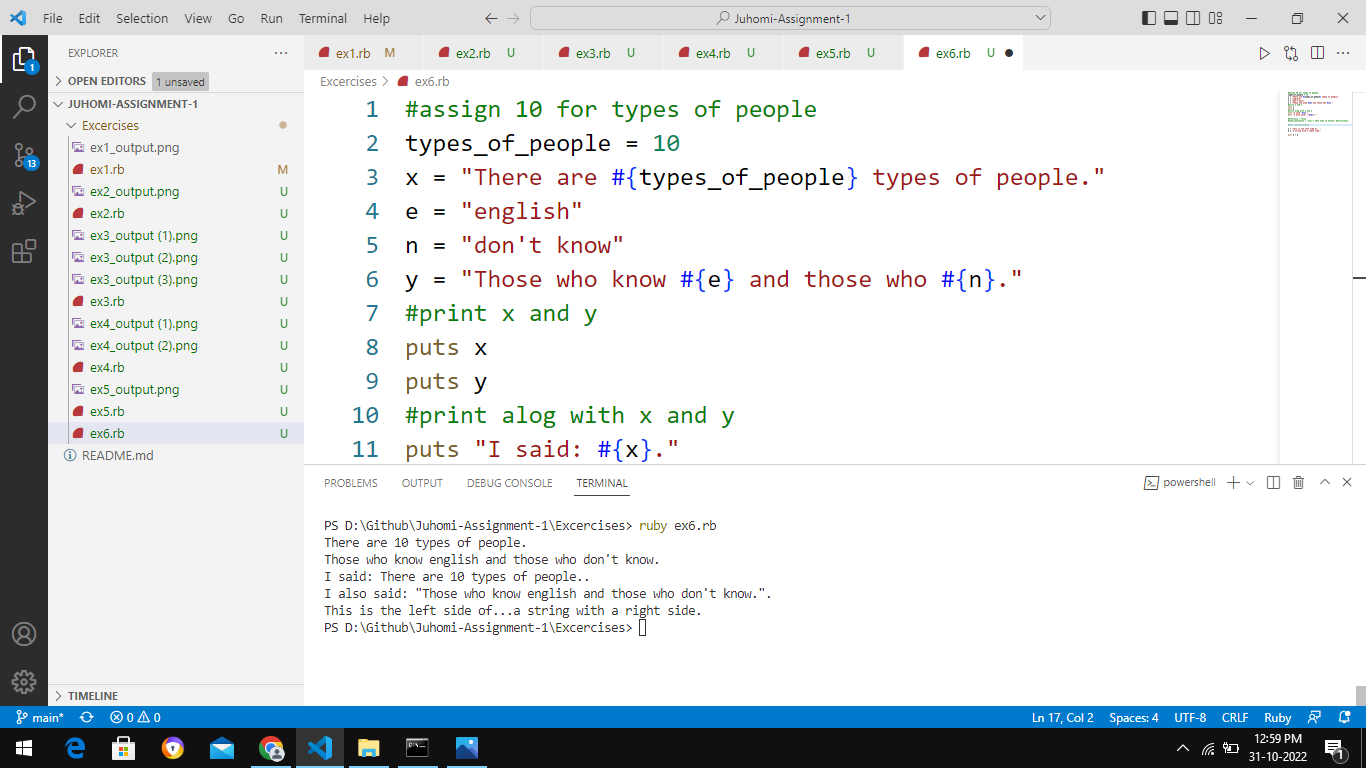 File Edit Selection View Go Run Terminal Help
Juhomi-Assignment-1
EXPLORER
ex1.rb M
ex2.rb U
ex3.rb U
ex4.rb U
ex5.rb U
ex6.rb U
OPEN EDITORS 1 unsaved
Excercises > ex6.rb
JUHOMI-ASSIGNMENT-1
Excercises
ex1_output.png
ex1.rb M
ex2_output.png U
ex2.rb U
ex3_output (1).png U
ex3_output (2).png U
ex3_output (3).png U
ex3.rb U
ex4_output (1).png U
ex4_output (2).png U
ex4.rb U
ex5_output.png U
ex5.rb U
ex6.rb U
README.md
TIMELINE
1
13
1 #assign 10 for types of people
2 types_of_people = 10
3 x = "There are #{types_of_people} types of people."
4 e = "english"
5 n = "don't know"
6 y = "Those who know #{e} and those who #{n}."
7 #print x and y
8 puts x
9 puts y
10 #print alog with x and y
11 puts "I said: #{x}."
PROBLEMS OUTPUT DEBUG CONSOLE TERMINAL
powershell
PS D:\Github\Juhomi-Assignment-1\Excercises> ruby ex6.rb
There are 10 types of people.
Those who know english and those who don't know.
I said: There are 10 types of people..
I also said: "Those who know english and those who don't know.".
This is the left side of...a string with a right side.
PS D:\Github\Juhomi-Assignment-1\Excercises>
main* 0 0
Ln 17, Col 2 Spaces: 4 UTF-8 CRLF Ruby
12:59 PM
31-10-2022
1